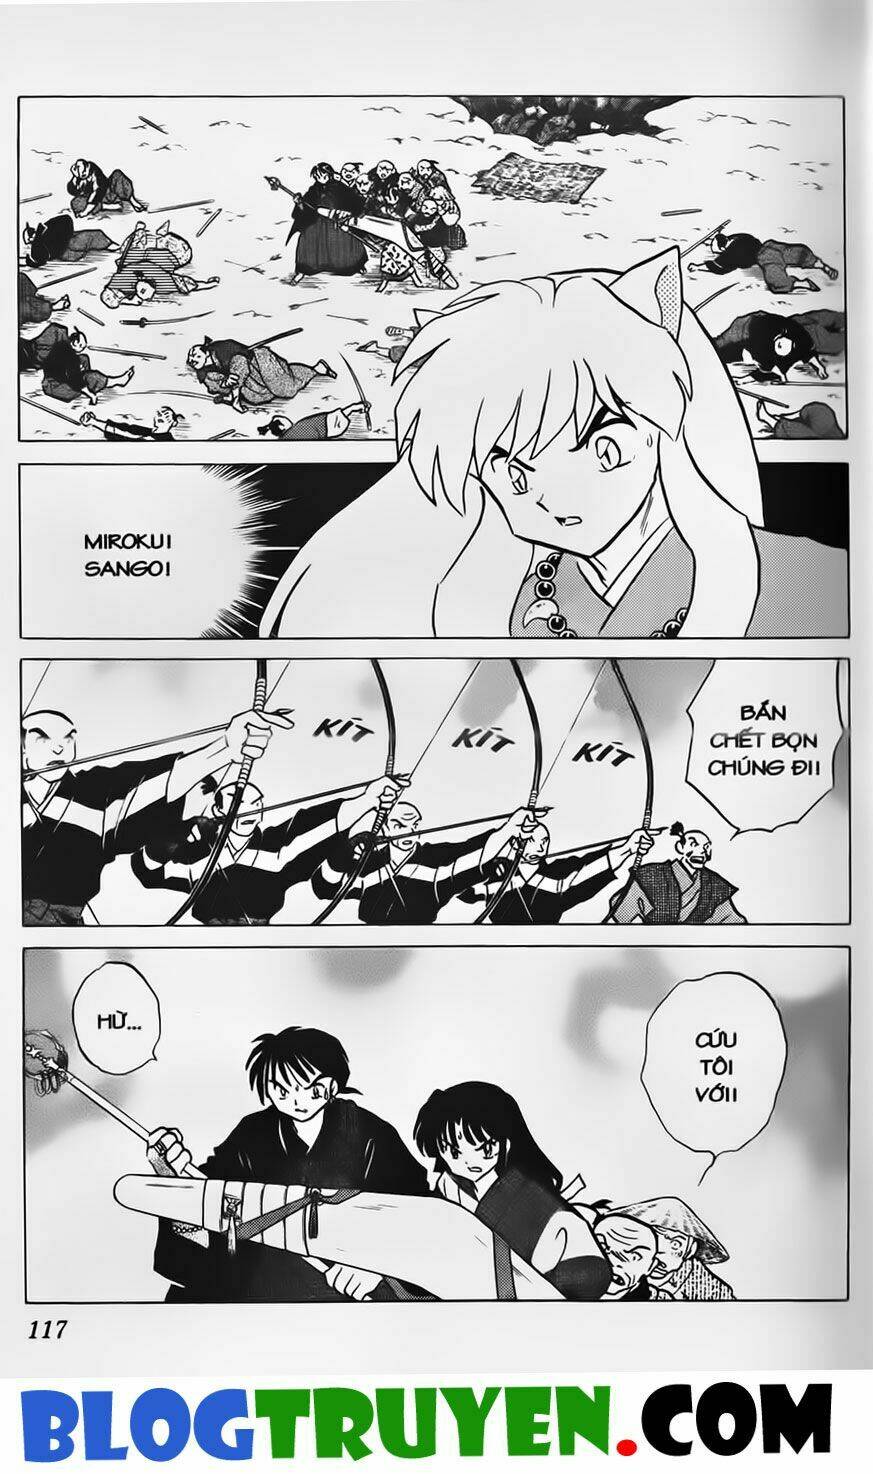 MIROKU!
SANGO!
KÍT
KÍT
KÍT
BẮN
CHẾT BỌN
CHÚNG ĐI!
HỪ...
CỨU
TÔI
VỚI!
117
BLOGTRUYEN.COM